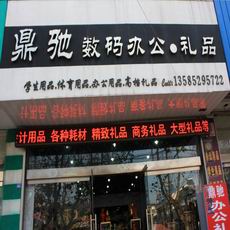 鼎驰 数码办公·礼品
学生用品.体育用品.办公用品.高档礼品 13585295722
计用品 各种耗材 精致礼品 商务礼品 大型礼品等
鼎驰办公礼